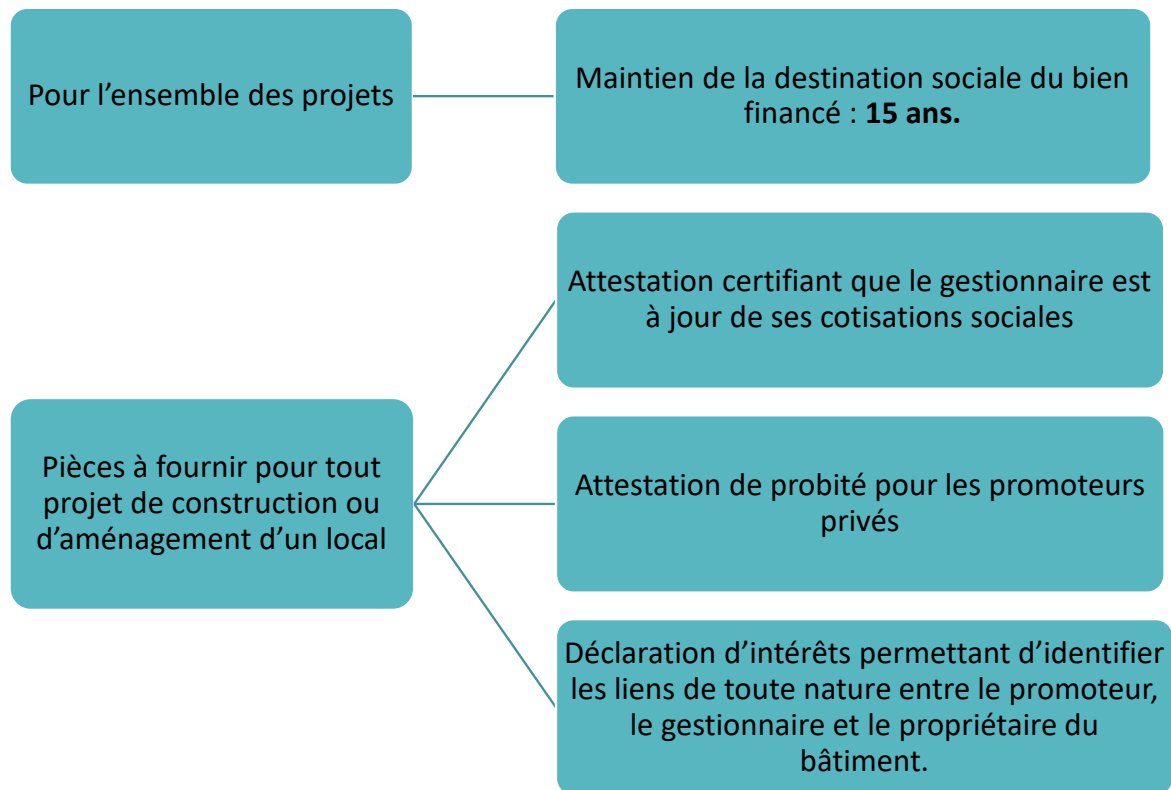 Pour l’ensemble des projets
Maintien de la destination sociale du bien
financé : 15 ans.
Pièces à fournir pour tout
projet de construction ou
d’aménagement d’un local
Attestation certifiant que le gestionnaire est
à jour de ses cotisations sociales
Attestation de probité pour les promoteurs
privés
Déclaration d’intérêts permettant d’identifier
les liens de toute nature entre le promoteur,
le gestionnaire et le propriétaire du
bâtiment.